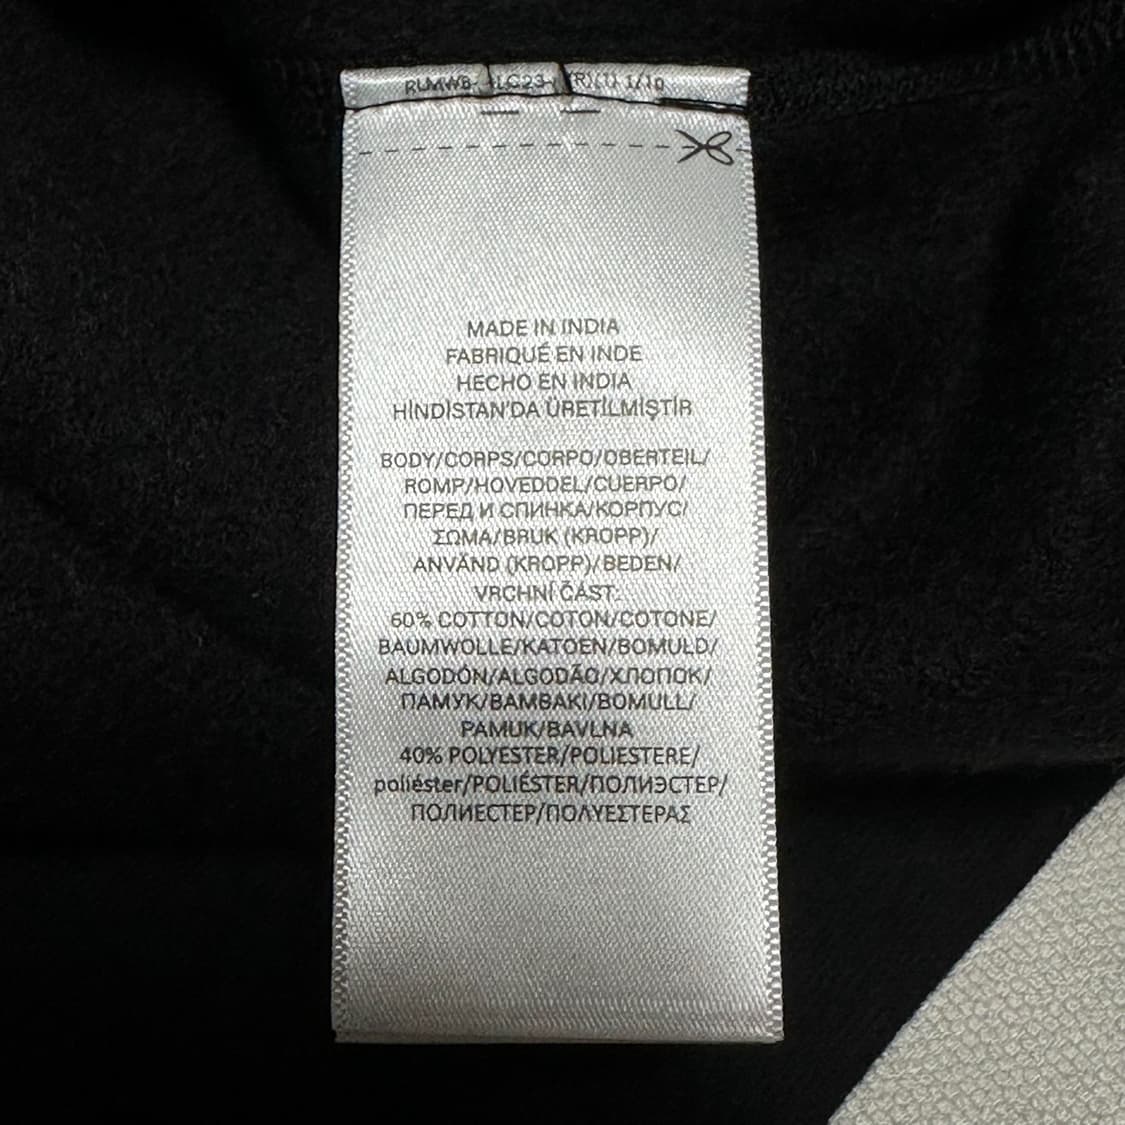 MADE IN INDIA
FABRIQUÉ EN INDE
HECHO EN INDIA
HİNDİSTAN'DA ÜRETİLMİŞTİR
BODY/CORPS/CORPO/OBERTEIL/
ROMP/HOVEDDEL/CUERPO/
ПЕРЕД И СПИНКА/КОРПУС/
ΣΩΜΑ/BRUK (KROPP)/
ANVÄND (KROPP)/BEDEN/
VRCHNÍ ČÁST:
60% COTTON/COTON/COTONE/
BAUMWOLLE/KATOEN/BOMULD/
ALGODÓN/ALGODÃO/ХЛОПОК/
ПАМУК/ΒΑΜΒΑΚΙ/BOMULL/
PAMUK/BAVLNA
40% POLYESTER/POLIESTERE/
poliéster/POLIÉSTER/ПОЛИЭСТЕР/
ПОЛИЕСТЕР/ΠΟΛΥΕΣΤΕΡΑΣ